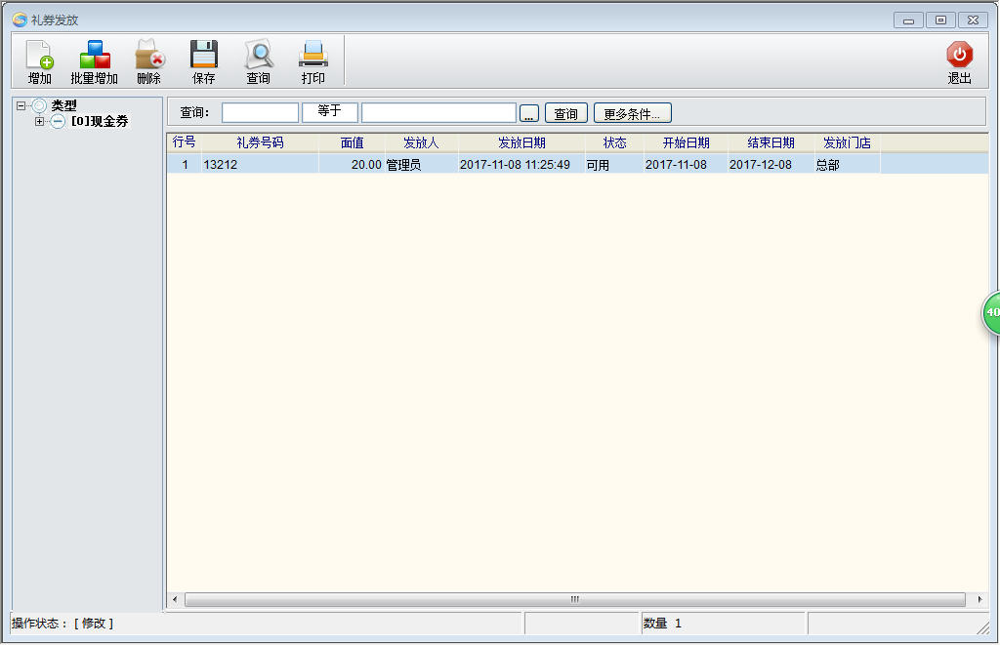 礼券发放
增加 批量增加 删除 保存 查询 打印 退出
类型
[0]现金券
查询： 等于 ... 查询 更多条件...
行号 礼券号码 面值 发放人 发放日期 状态 开始日期 结束日期 发放门店
1 13212 20.00 管理员 2017-11-08 11:25:49 可用 2017-11-08 2017-12-08 总部
40
操作状态： [ 修改 ] 数量 1